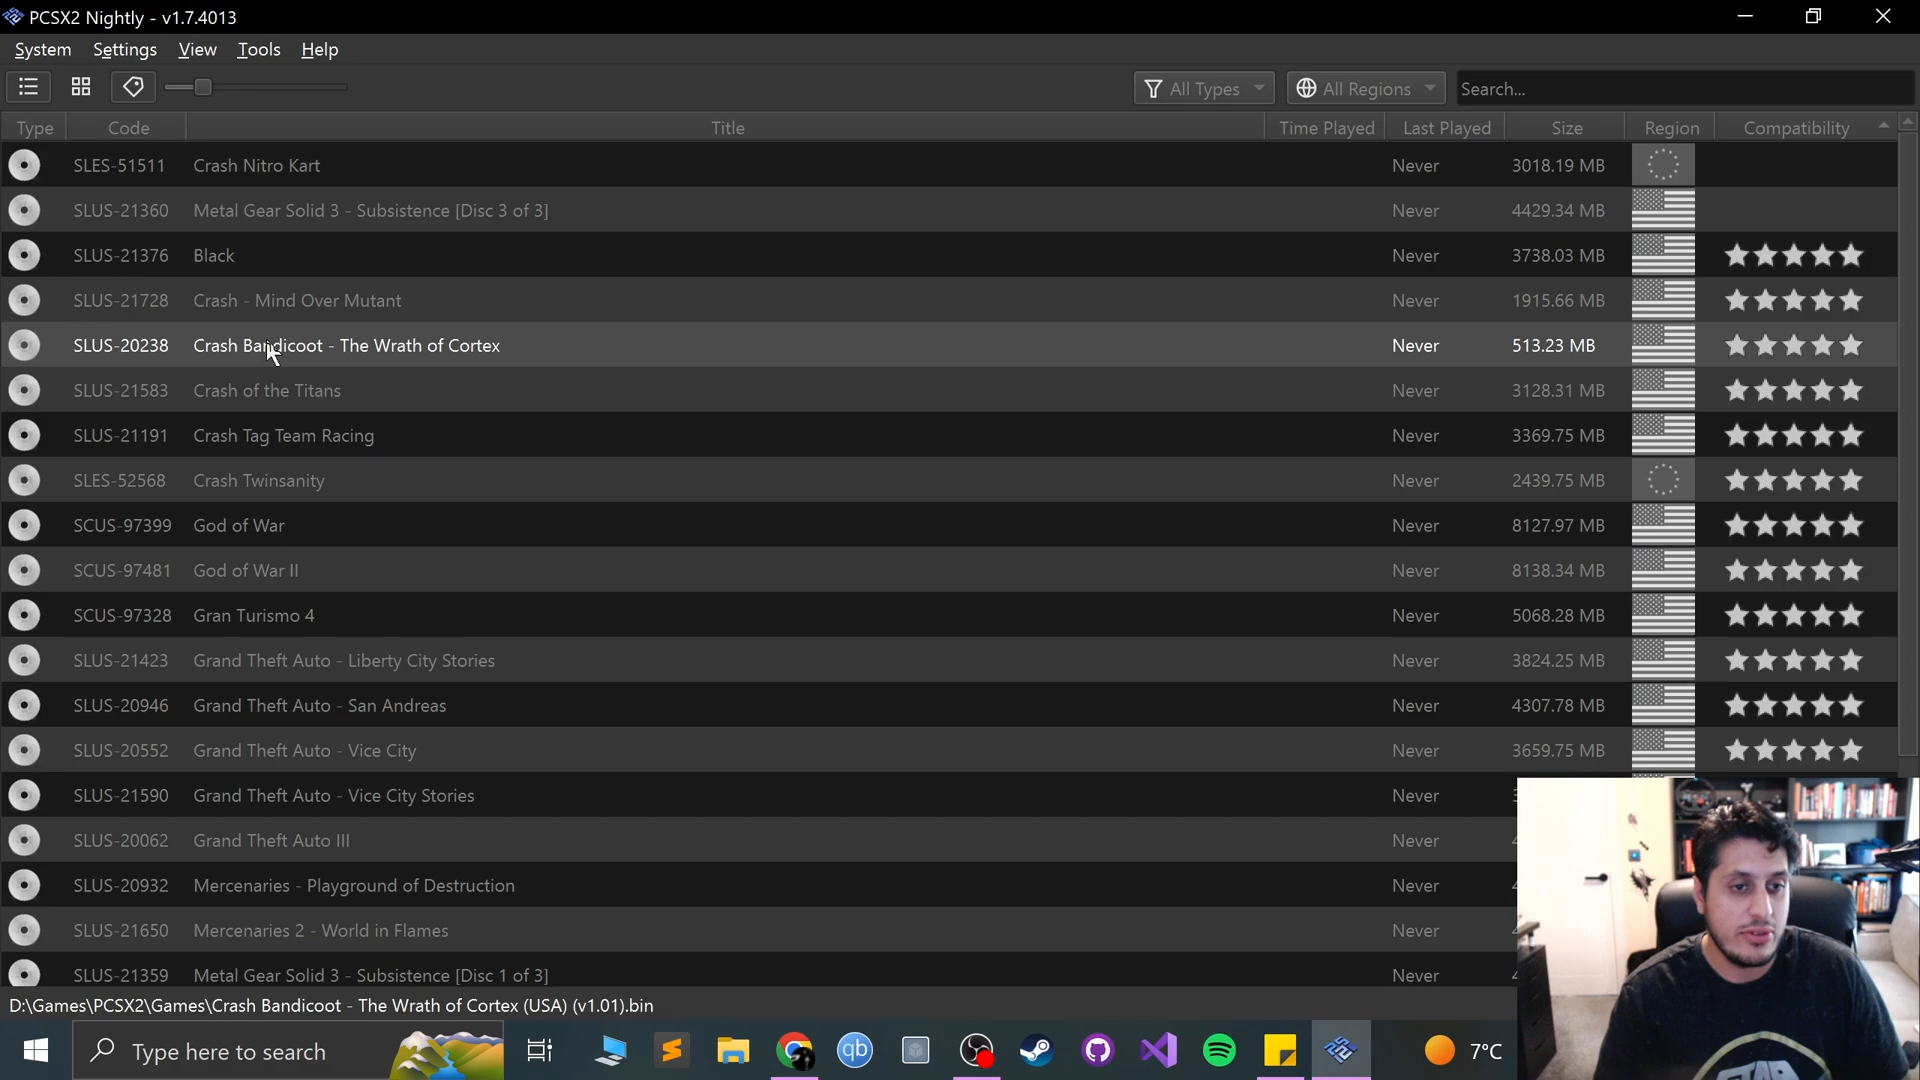 PCSX2 Nightly - v1.7.4013
System Settings View Tools Help
All Types All Regions Search...
Type Code Title Time Played Last Played Size Region Compatibility
SLES-51511 Crash Nitro Kart Never 3018.19 MB
SLUS-21360 Metal Gear Solid 3 - Subsistence [Disc 3 of 3] Never 4429.34 MB
SLUS-21376 Black Never 3738.03 MB
SLUS-21728 Crash - Mind Over Mutant Never 1915.66 MB
SLUS-20238 Crash Bandicoot - The Wrath of Cortex Never 513.23 MB
SLUS-21583 Crash of the Titans Never 3128.31 MB
SLUS-21191 Crash Tag Team Racing Never 3369.75 MB
SLES-52568 Crash Twinsanity Never 2439.75 MB
SCUS-97399 God of War Never 8127.97 MB
SCUS-97481 God of War II Never 8138.34 MB
SCUS-97328 Gran Turismo 4 Never 5068.28 MB
SLUS-21423 Grand Theft Auto - Liberty City Stories Never 3824.25 MB
SLUS-20946 Grand Theft Auto - San Andreas Never 4307.78 MB
SLUS-20552 Grand Theft Auto - Vice City Never 3659.75 MB
SLUS-21590 Grand Theft Auto - Vice City Stories Never
SLUS-20062 Grand Theft Auto III Never
SLUS-20932 Mercenaries - Playground of Destruction Never
SLUS-21650 Mercenaries 2 - World in Flames Never
SLUS-21359 Metal Gear Solid 3 - Subsistence [Disc 1 of 3] Never
D:\Games\PCSX2\Games\Crash Bandicoot - The Wrath of Cortex (USA) (v1.01).bin
Type here to search qb 7°C